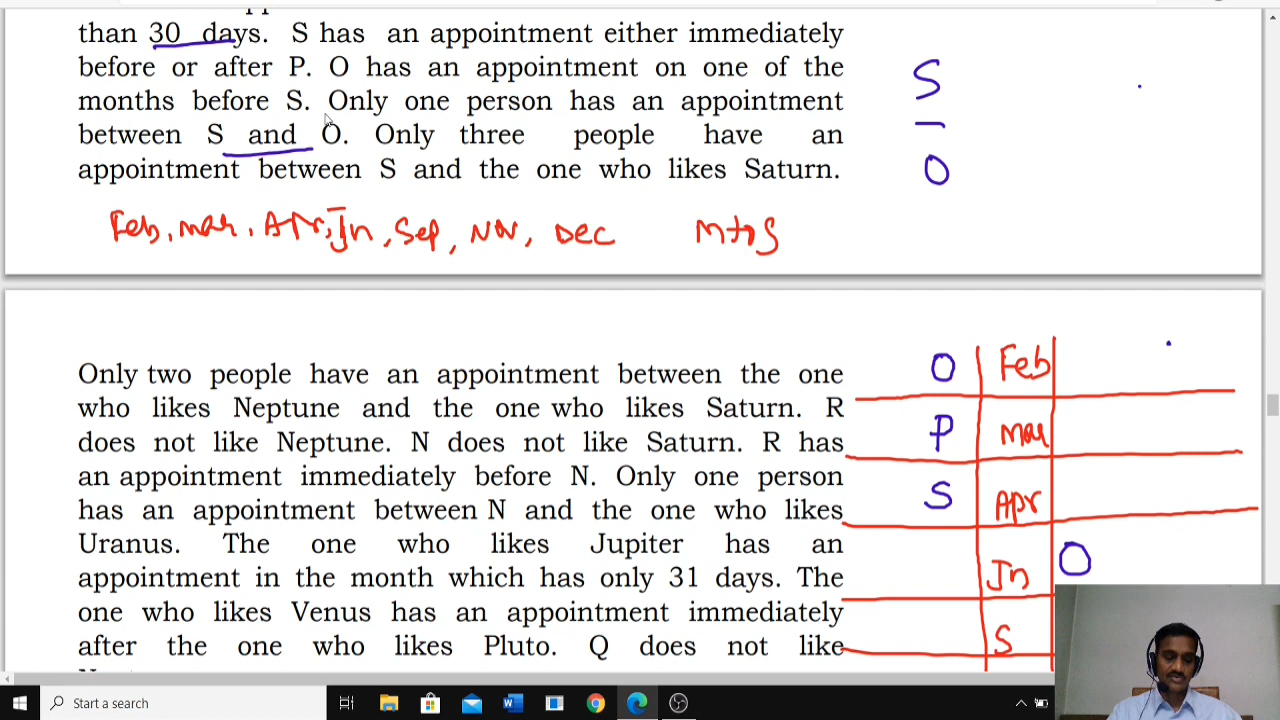 than 30 days. S has an appointment either immediately
before or after P. O has an appointment on one of the
months before S. Only one person has an appointment
between S and O. Only three people have an
appointment between S and the one who likes Saturn.
S
O
Feb, mar, Apr, Jn, Sep, Nov, Dec
Only two people have an appointment between the one
who likes Neptune and the one who likes Saturn. R
does not like Neptune. N does not like Saturn. R has
an appointment immediately before N. Only one person
has an appointment between N and the one who likes
Uranus. The one who likes Jupiter has an
appointment in the month which has only 31 days. The
one who likes Venus has an appointment immediately
after the one who likes Pluto. Q does not like
O Feb
P Mar
S Apr
Jn O
S
Start a search